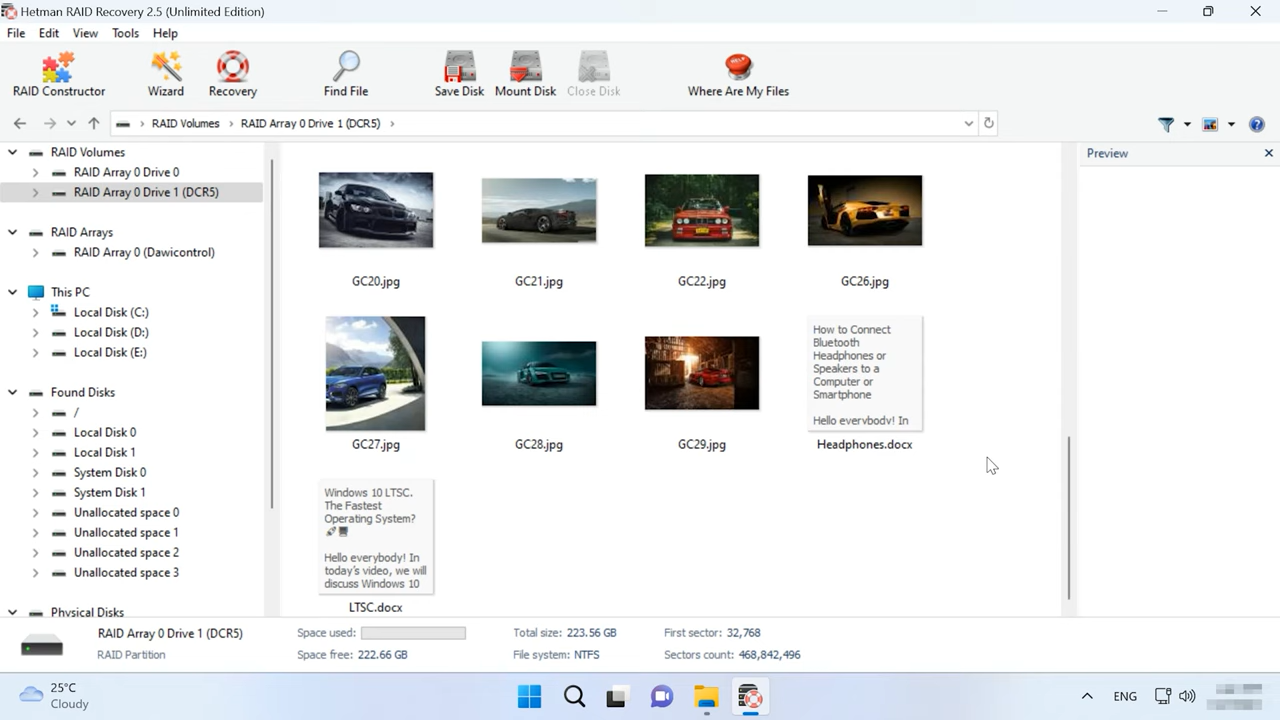 Hetman RAID Recovery 2.5 (Unlimited Edition)
File Edit View Tools Help
RAID Constructor
Wizard
Recovery
Find File
Save Disk
Mount Disk
Close Disk
HELP
Where Are My Files
RAID Volumes
RAID Array 0 Drive 1 (DCR5)
RAID Volumes
RAID Array 0 Drive 0
RAID Array 0 Drive 1 (DCR5)
RAID Arrays
RAID Array 0 (Dawicontrol)
This PC
Local Disk (C:)
Local Disk (D:)
Local Disk (E:)
Found Disks
/
Local Disk 0
Local Disk 1
System Disk 0
System Disk 1
Unallocated space 0
Unallocated space 1
Unallocated space 2
Unallocated space 3
Physical Disks
GC20.jpg
GC21.jpg
GC22.jpg
GC26.jpg
GC27.jpg
GC28.jpg
GC29.jpg
How to Connect
Bluetooth
Headphones or
Speakers to a
Computer or
Smartphone
Hello everybody! In
Headphones.docx
Windows 10 LTSC.
The Fastest
Operating System?
Hello everybody! In
today's video, we will
discuss Windows 10
LTSC.docx
Preview
RAID Array 0 Drive 1 (DCR5)
RAID Partition
Space used:
Space free: 222.66 GB
Total size: 223.56 GB
File system: NTFS
First sector: 32,768
Sectors count: 468,842,496
25°C
Cloudy
ENG